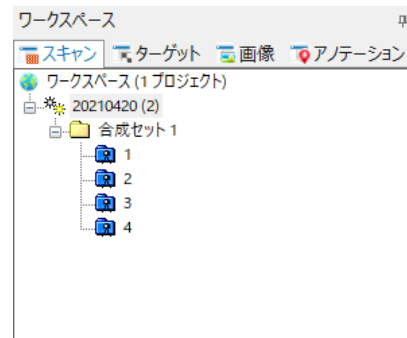 ワークスペース
スキャン ターゲット 画像 アノテーション
ワークスペース (1 プロジェクト)
20210420 (2)
合成セット 1
1
2
3
4